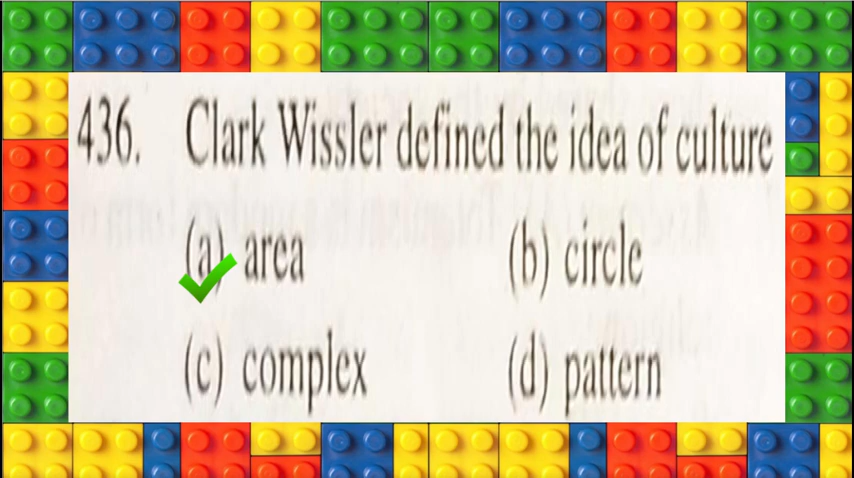 436. Clark Wissler defined the idea of culture
(a) area (b) circle
(c) complex (d) pattern